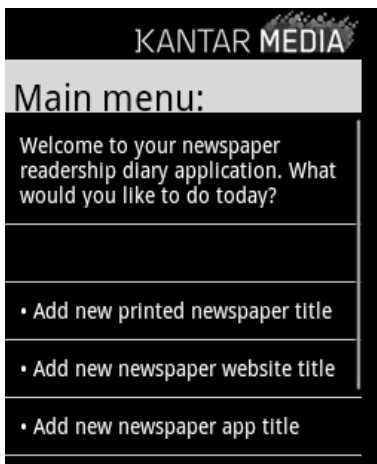 KANTAR MEDIA
Main menu:
Welcome to your newspaper
readership diary application. What
would you like to do today?
• Add new printed newspaper title
• Add new newspaper website title
• Add new newspaper app title